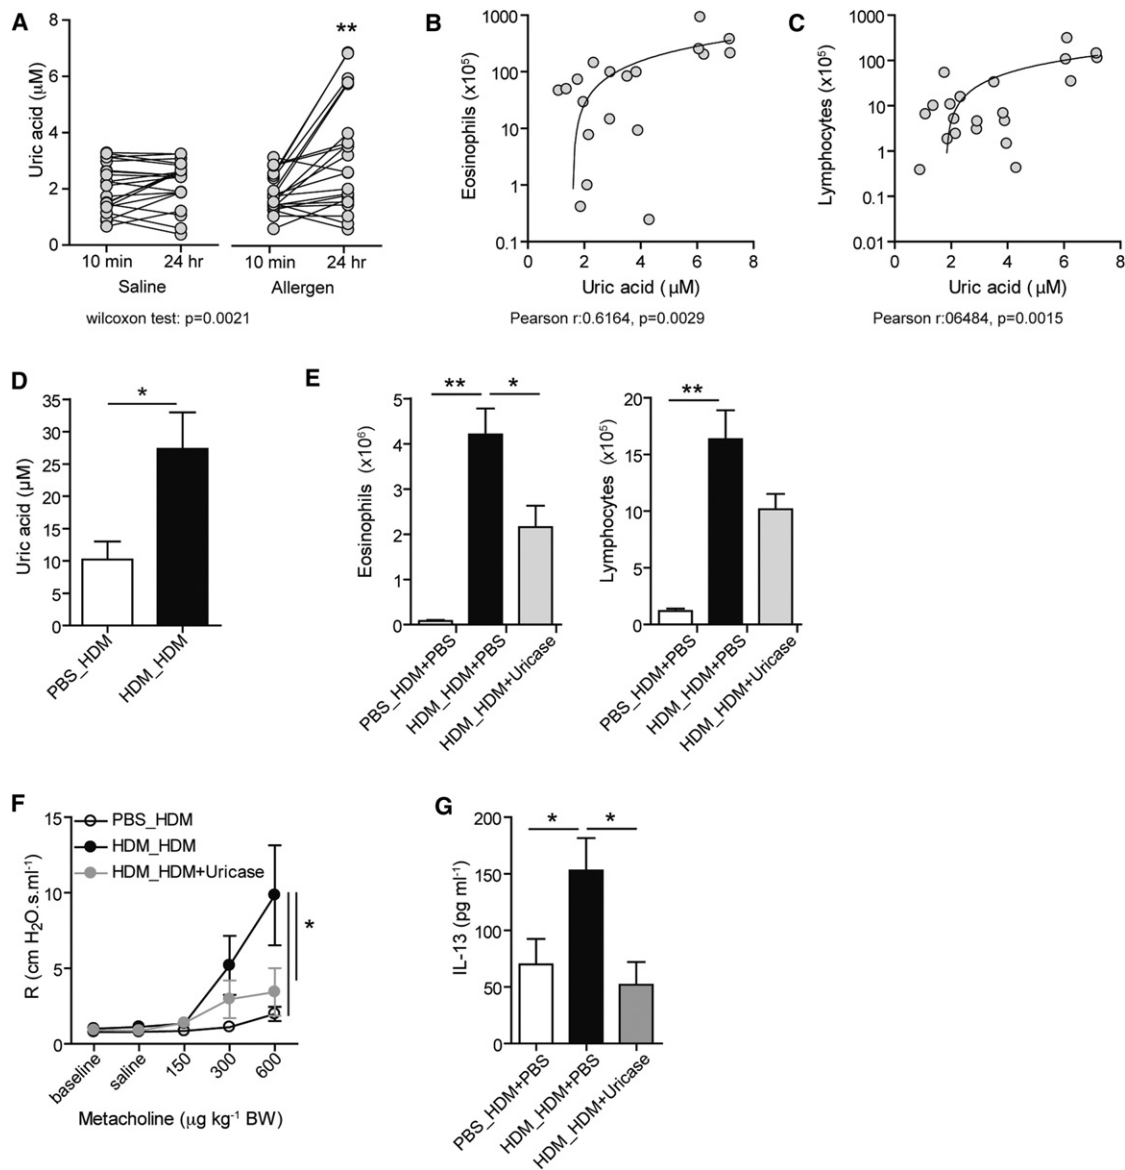 A
Uric acid (μM)
8
6
4
2
0
**
10 min 24 hr 10 min 24 hr
Saline Allergen
wilcoxon test: p=0.0021
B
Eosinophils (x10⁵)
1000
100
10
1
0.1
0 2 4 6 8
Uric acid (μM)
Pearson r:0.6164, p=0.0029
C
Lymphocytes (x10⁵)
1000
100
10
1
0.1
0.01
0 2 4 6 8
Uric acid (μM)
Pearson r:06484, p=0.0015
D
Uric acid (μM)
35
30
25
20
15
10
5
0
*
PBS_HDM
HDM_HDM
E
Eosinophils (x10⁶)
5
4
3
2
1
0
** *
PBS_HDM+PBS
HDM_HDM+PBS
HDM_HDM+Uricase
Lymphocytes (x10⁵)
20
15
10
5
0
**
PBS_HDM+PBS
HDM_HDM+PBS
HDM_HDM+Uricase
F
R (cm H₂O.s.ml⁻¹)
15
10
5
0
PBS_HDM
HDM_HDM
HDM_HDM+Uricase
*
baseline
saline
150
300
600
Metacholine (μg kg⁻¹ BW)
G
IL-13 (pg ml⁻¹)
200
150
100
50
0
* *
PBS_HDM+PBS
HDM_HDM+PBS
HDM_HDM+Uricase